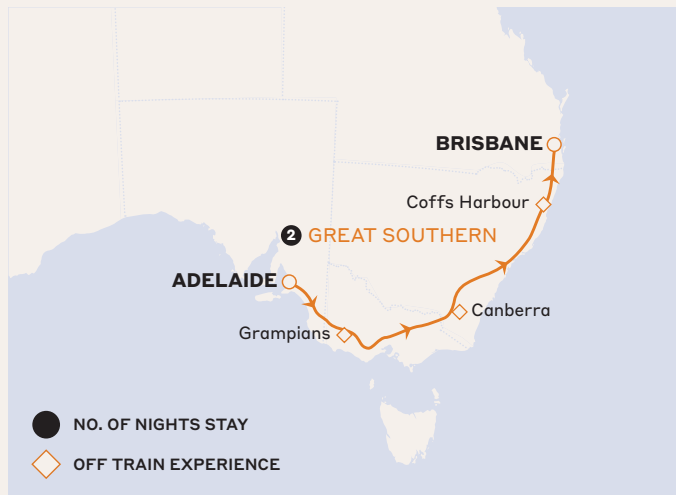 BRISBANE
Coffs Harbour
2 GREAT SOUTHERN
ADELAIDE
Canberra
Grampians
NO. OF NIGHTS STAY
OFF TRAIN EXPERIENCE